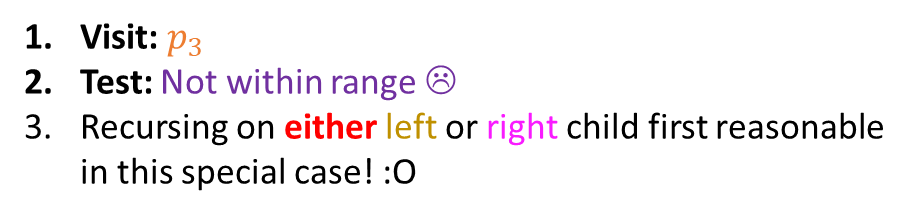 1. Visit: p₃
2. Test: Not within range ☹
3. Recursing on either left or right child first reasonable
in this special case! :O